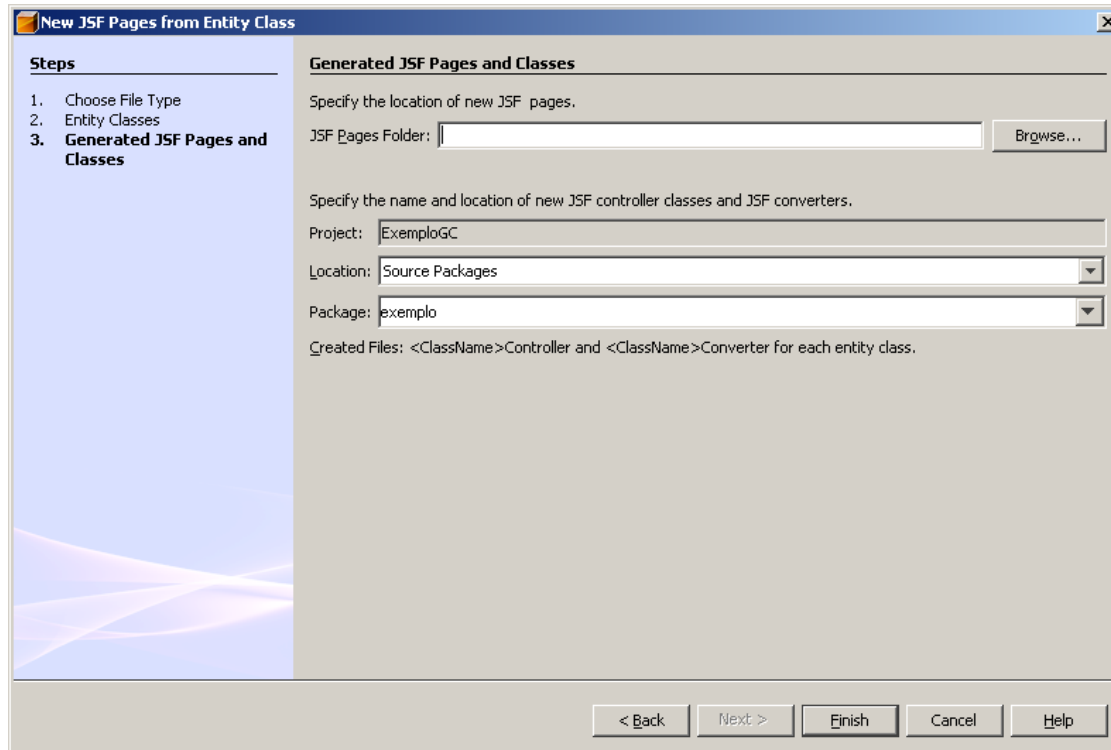 New JSF Pages from Entity Class
Steps
1. Choose File Type
2. Entity Classes
3. Generated JSF Pages and
Classes
Generated JSF Pages and Classes
Specify the location of new JSF pages.
JSF Pages Folder:
Browse...
Specify the name and location of new JSF controller classes and JSF converters.
Project: ExemploGC
Location: Source Packages
Package: exemplo
Created Files: <ClassName>Controller and <ClassName>Converter for each entity class.
< Back Next > Finish Cancel Help